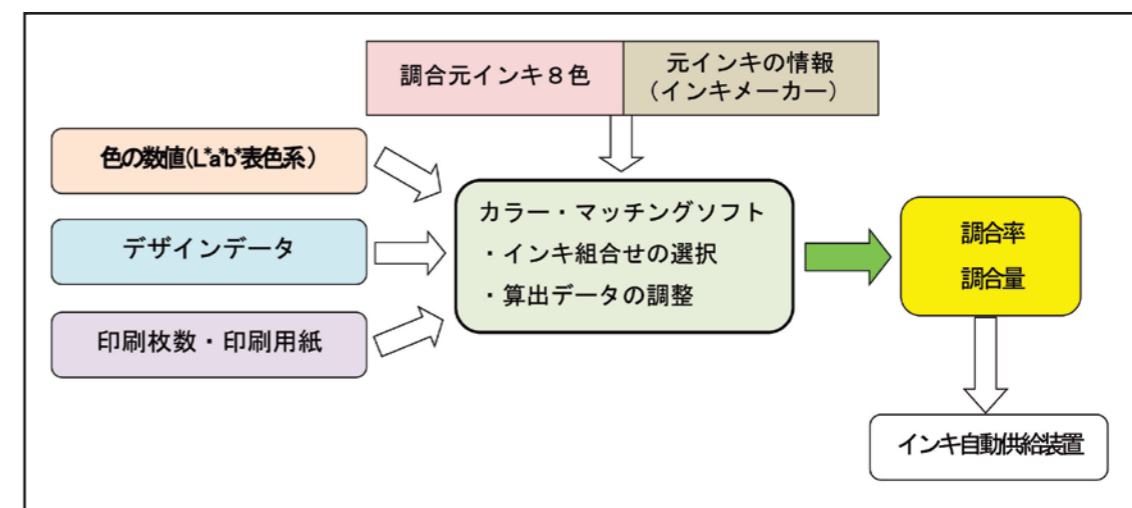 調合元インキ８色
元インキの情報
（インキメーカー）
色の数値(L*a*b*表色系）
デザインデータ
印刷枚数・印刷用紙
カラー・マッチングソフト
・インキ組合せの選択
・算出データの調整
調合率
調合量
インキ自動供給装置